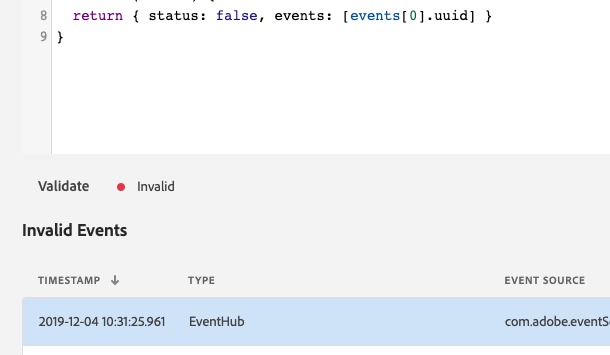 8 return { status: false, events: [events[0].uuid] }
9 }
Validate Invalid
Invalid Events
TIMESTAMP ↓ TYPE EVENT SOURCE
2019-12-04 10:31:25.961 EventHub com.adobe.eventS